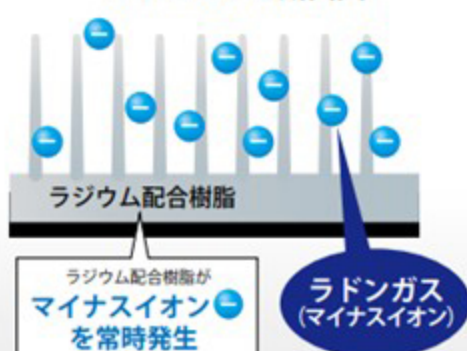 ラジウム配合樹脂
ラジウム配合樹脂が
マイナスイオン
を常時発生
ラドンガス
(マイナスイオン)